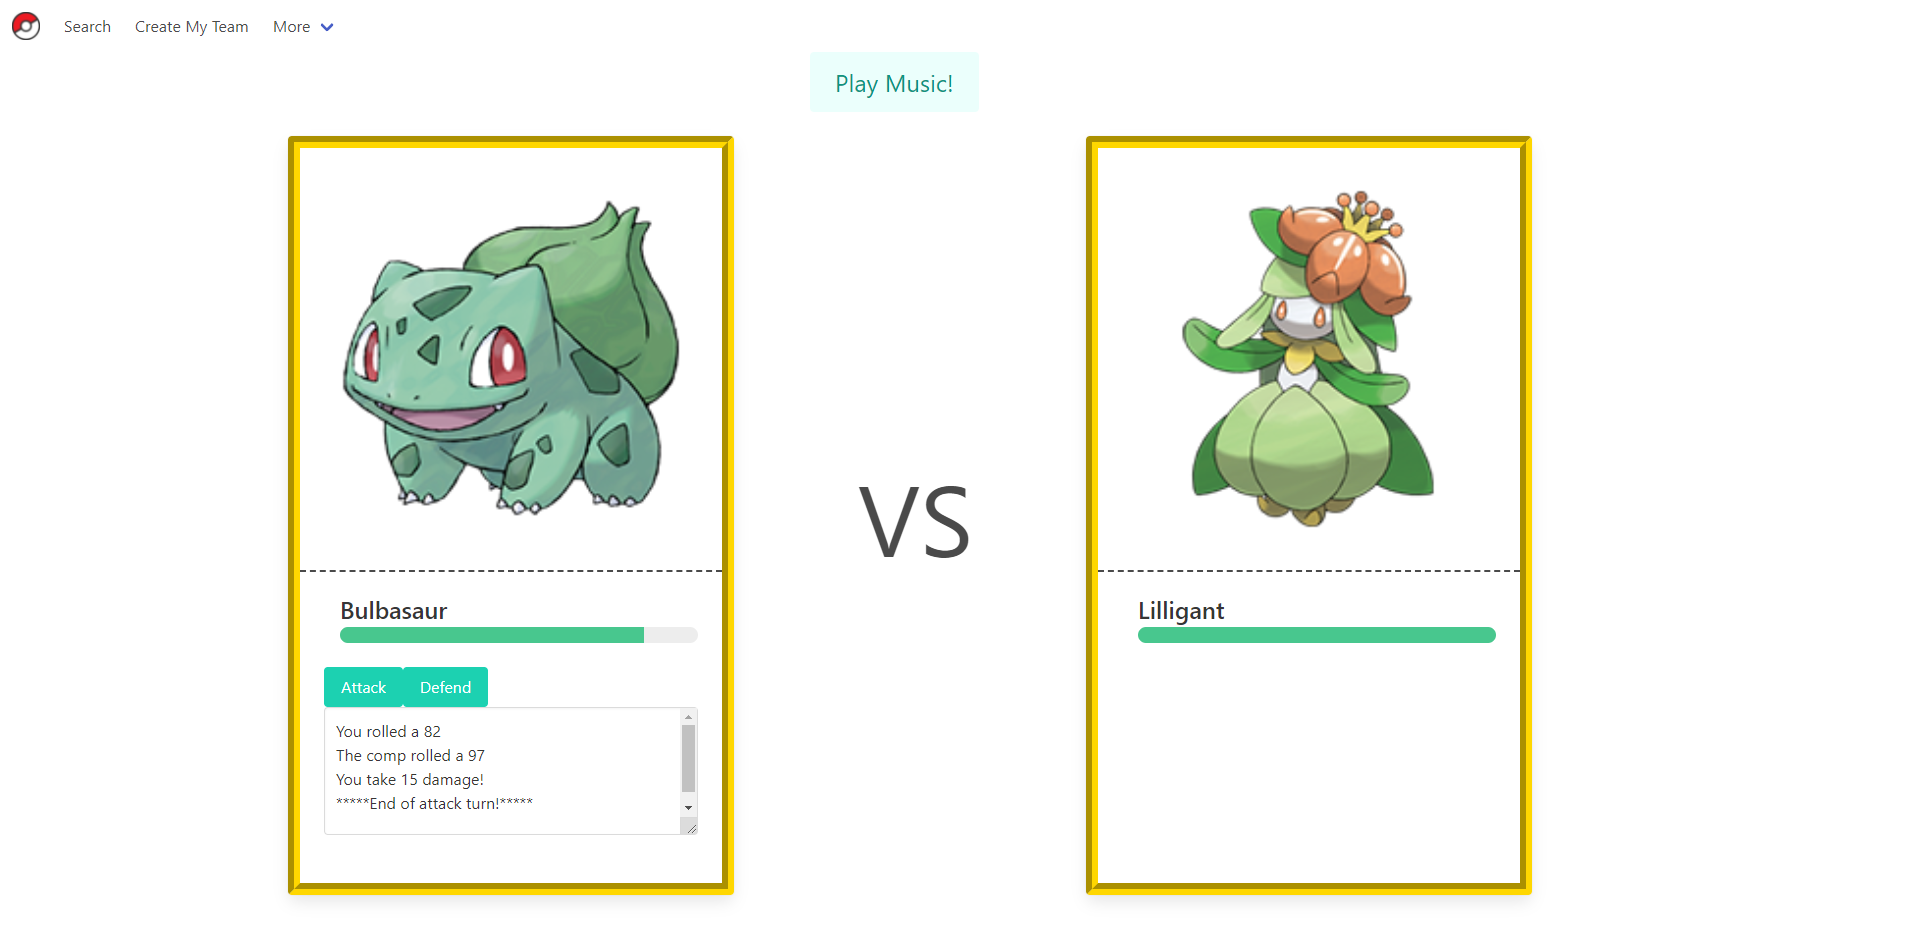 Search
Create My Team
More
Play Music!
VS
Bulbasaur
Attack
Defend
You rolled a 82
The comp rolled a 97
You take 15 damage!
*****End of attack turn!*****
Lilligant